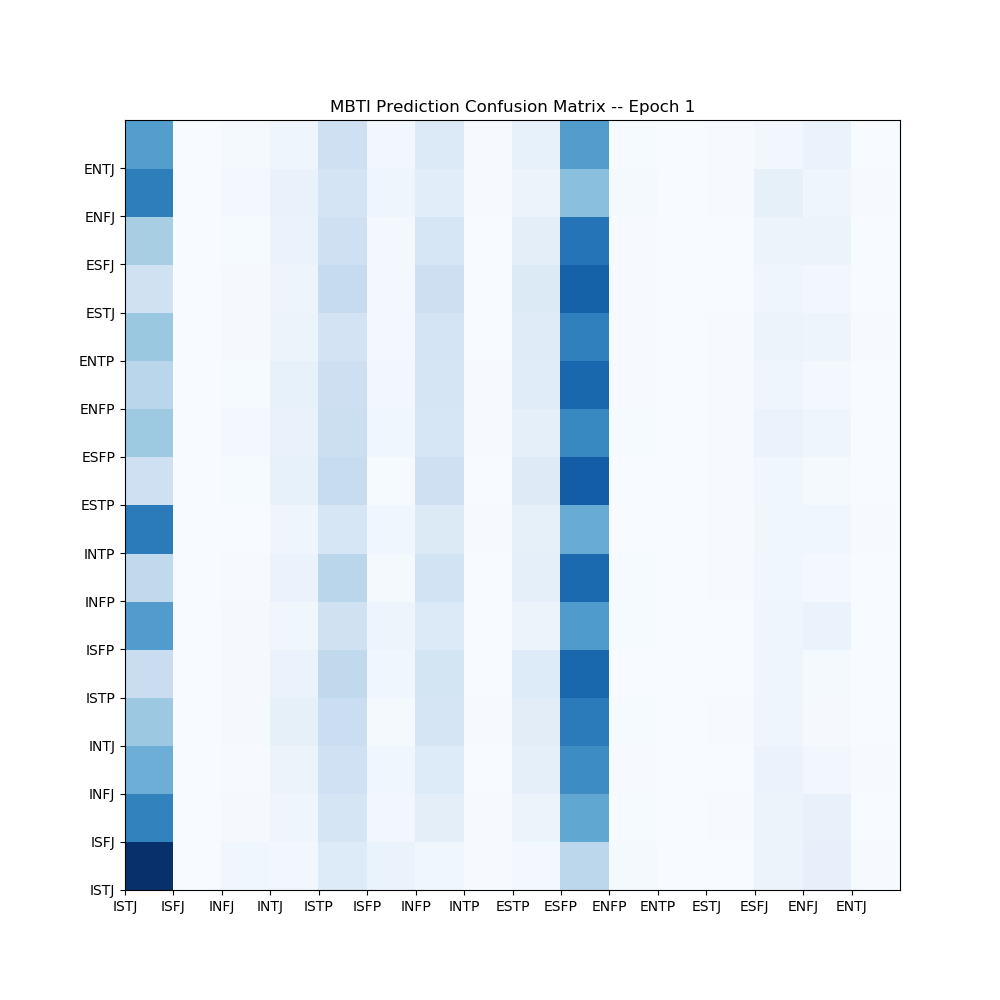 MBTI Prediction Confusion Matrix -- Epoch 1
ENTJ
ENFJ
ESFJ
ESTJ
ENTP
ENFP
ESFP
ESTP
INTP
INFP
ISFP
ISTP
INTJ
INFJ
ISFJ
ISTJ
ISTJ ISFJ INFJ INTJ ISTP ISFP INFP INTP ESTP ESFP ENFP ENTP ESTJ ESFJ ENFJ ENTJ